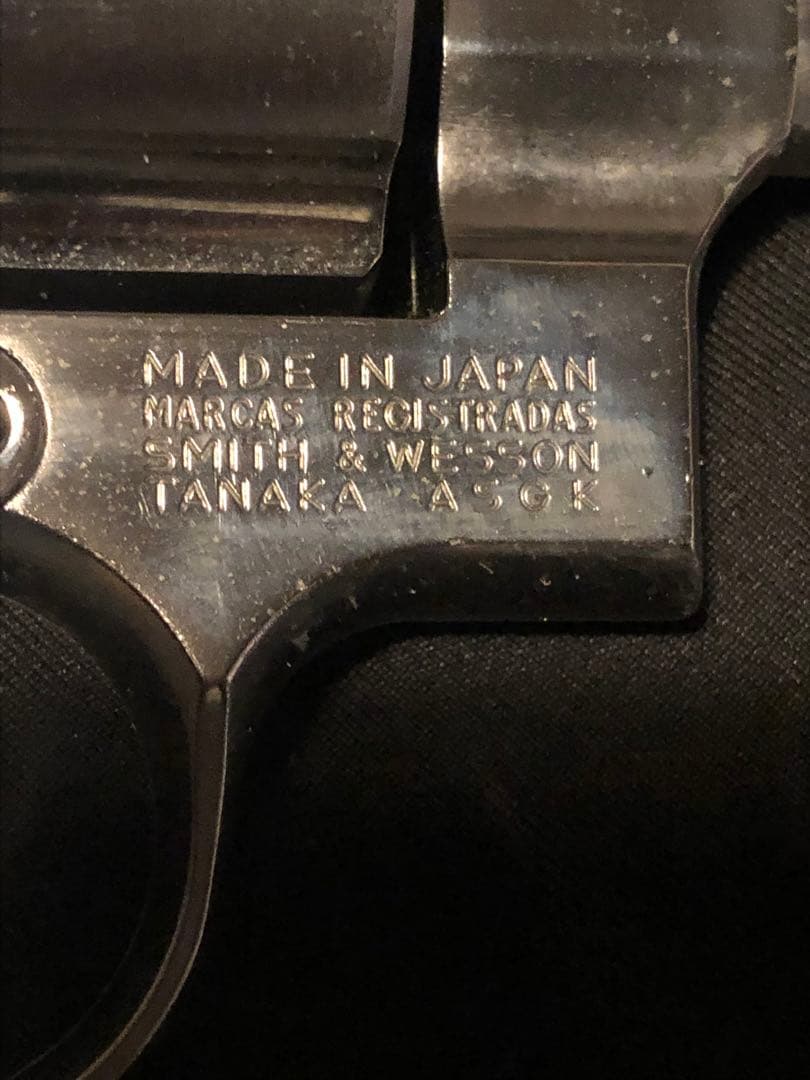 MADE IN JAPAN
MARCAS REGISTRADAS
SMITH & WESSON
TANAKA ASGK